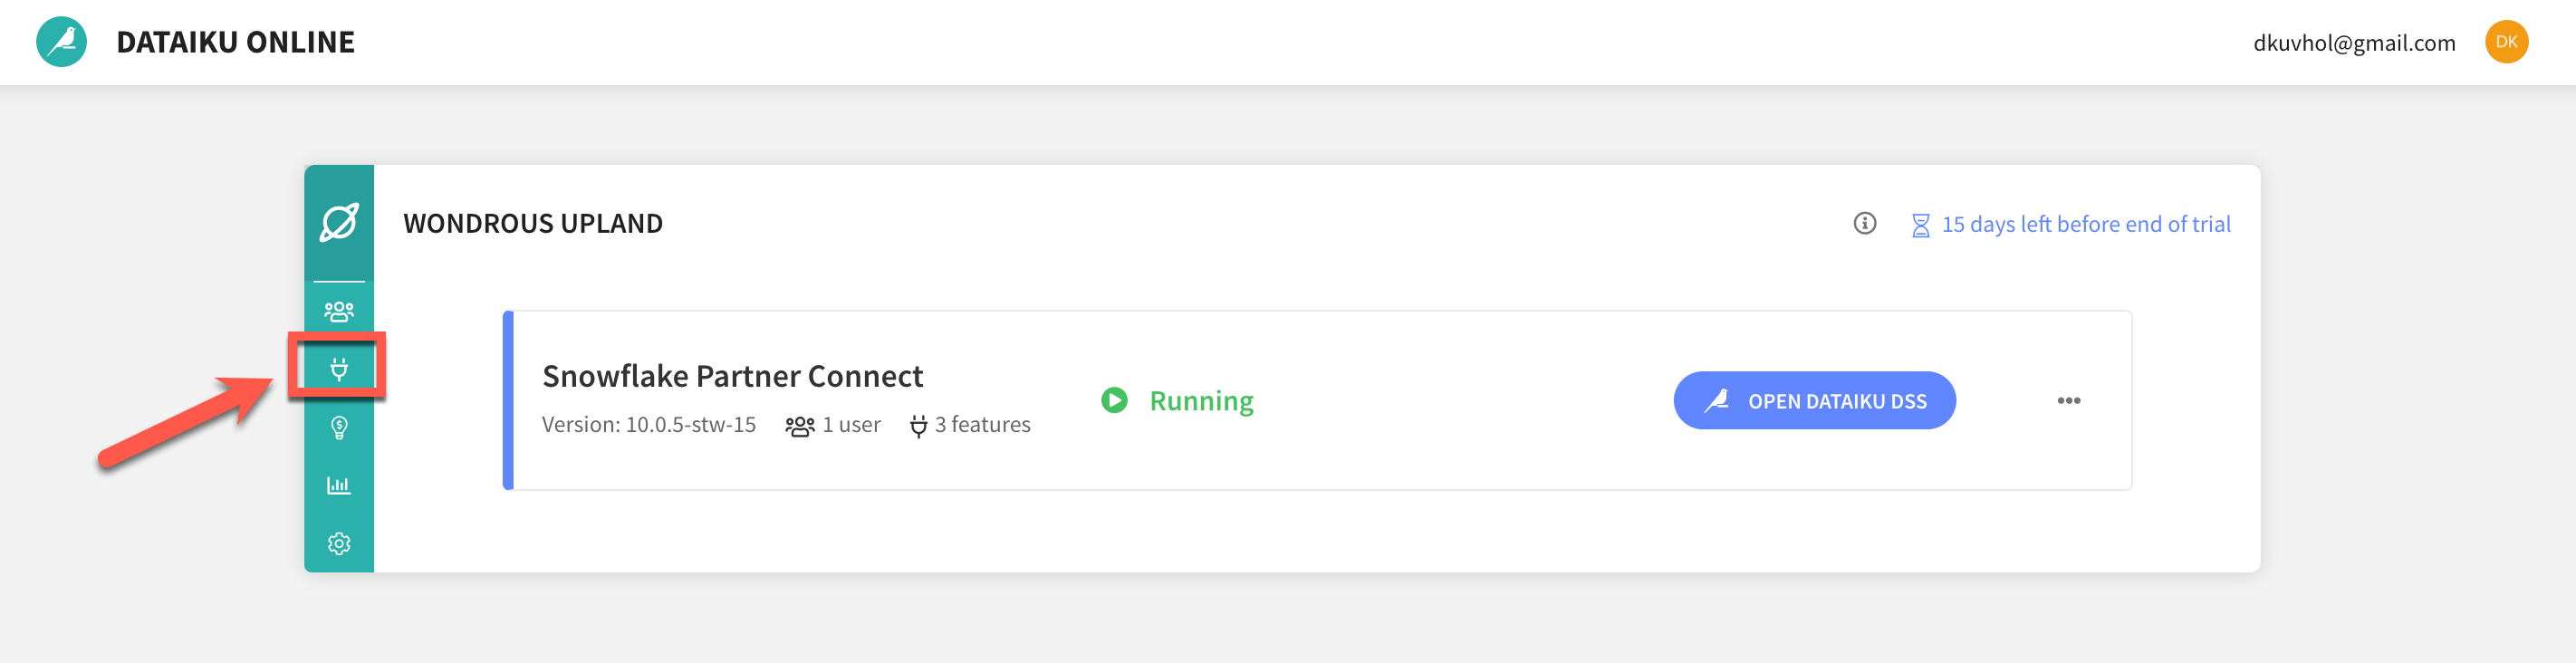 DATAIKU ONLINE
dkuvhol@gmail.com
DK
WONDROUS UPLAND
15 days left before end of trial
Snowflake Partner Connect
Version: 10.0.5-stw-15 1 user 3 features
Running
OPEN DATAIKU DSS